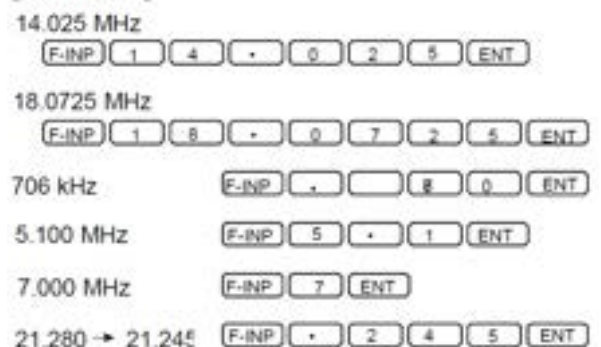 14.025 MHz
F-INP 1 4 . 0 2 5 ENT
18.0725 MHz
F-INP 1 8 . 0 7 2 5 ENT
706 kHz F-INP . 0 ENT
5.100 MHz F-INP 5 . 1 ENT
7.000 MHz F-INP 7 ENT
21.280 → 21.245 F-INP . 2 4 5 ENT